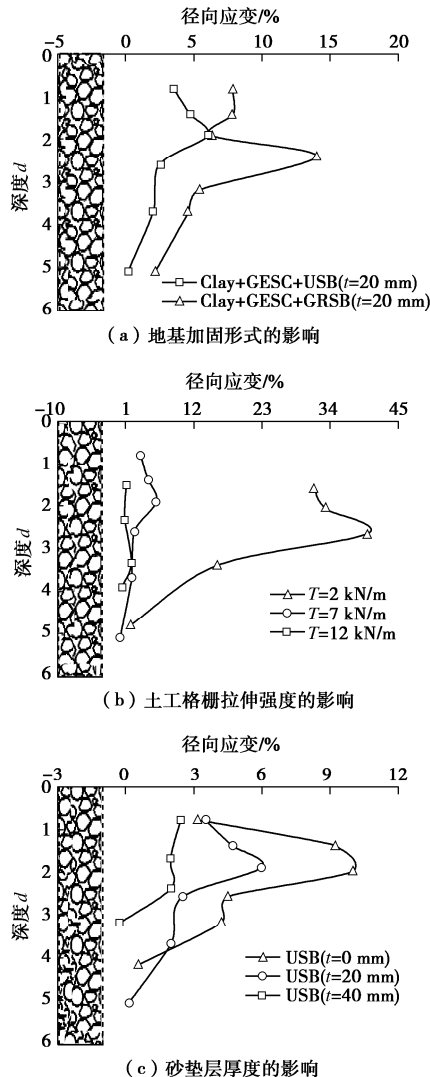 径向应变/%
-5 0 5 10 15 20
0
1
2
3
4
5
6
深度d
Clay+GESC+USB(t=20 mm)
Clay+GESC+GRSB(t=20 mm)
(a)地基加固形式的影响
径向应变/%
-10 1 12 23 34 45
0
1
2
3
4
5
6
深度d
T=2 kN/m
T=7 kN/m
T=12 kN/m
(b)土工格栅拉伸强度的影响
径向应变/%
-3 0 3 6 9 12
0
1
2
3
4
5
6
深度d
USB(t=0 mm)
USB(t=20 mm)
USB(t=40 mm)
(c)砂垫层厚度的影响